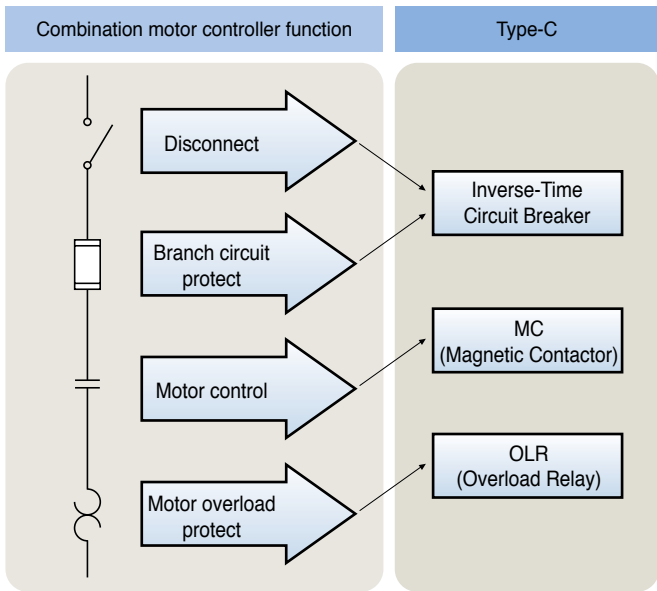 Combination motor controller function
Type-C
Disconnect
Branch circuit
protect
Motor control
Motor overload
protect
Inverse-Time
Circuit Breaker
MC
(Magnetic Contactor)
OLR
(Overload Relay)